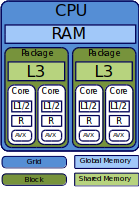 CPU
RAM
Package Package
L3 L3
Core Core Core Core
L1/2 L1/2 L1/2 L1/2
R R R R
AVX AVX AVX AVX
Grid Global Memory
Block Shared Memory